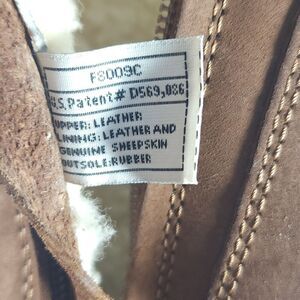 F8009C
U.S. Patent# D569,086
UPPER: LEATHER
LINING: LEATHER AND
GENUINE SHEEPSKIN
OUTSOLE: RUBBER